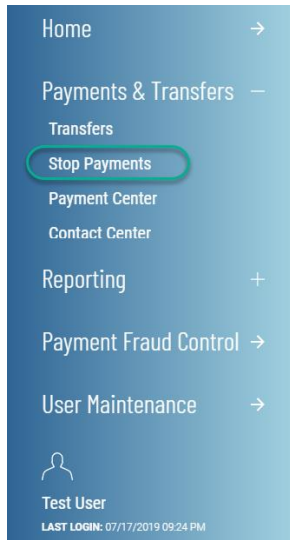 Home
Payments & Transfers
Transfers
Stop Payments
Payment Center
Contact Center
Reporting
Payment Fraud Control
User Maintenance
Test User
LAST LOGIN: 07/17/2019 09:24 PM